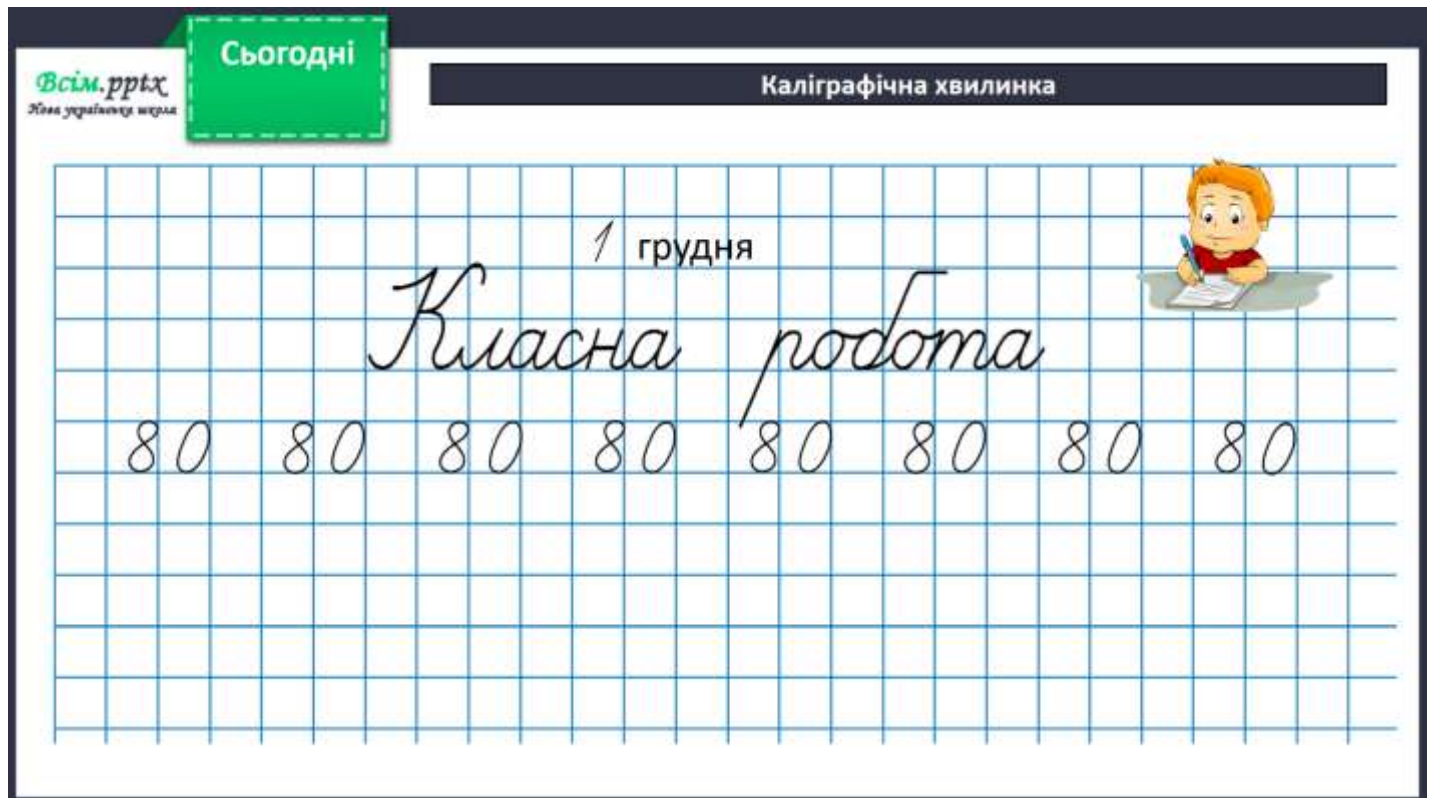 Сьогодні
Всім.pptx
Нова українська школа
Каліграфічна хвилинка
1 грудня
Класна робота
80 80 80 80 80 80 80 80